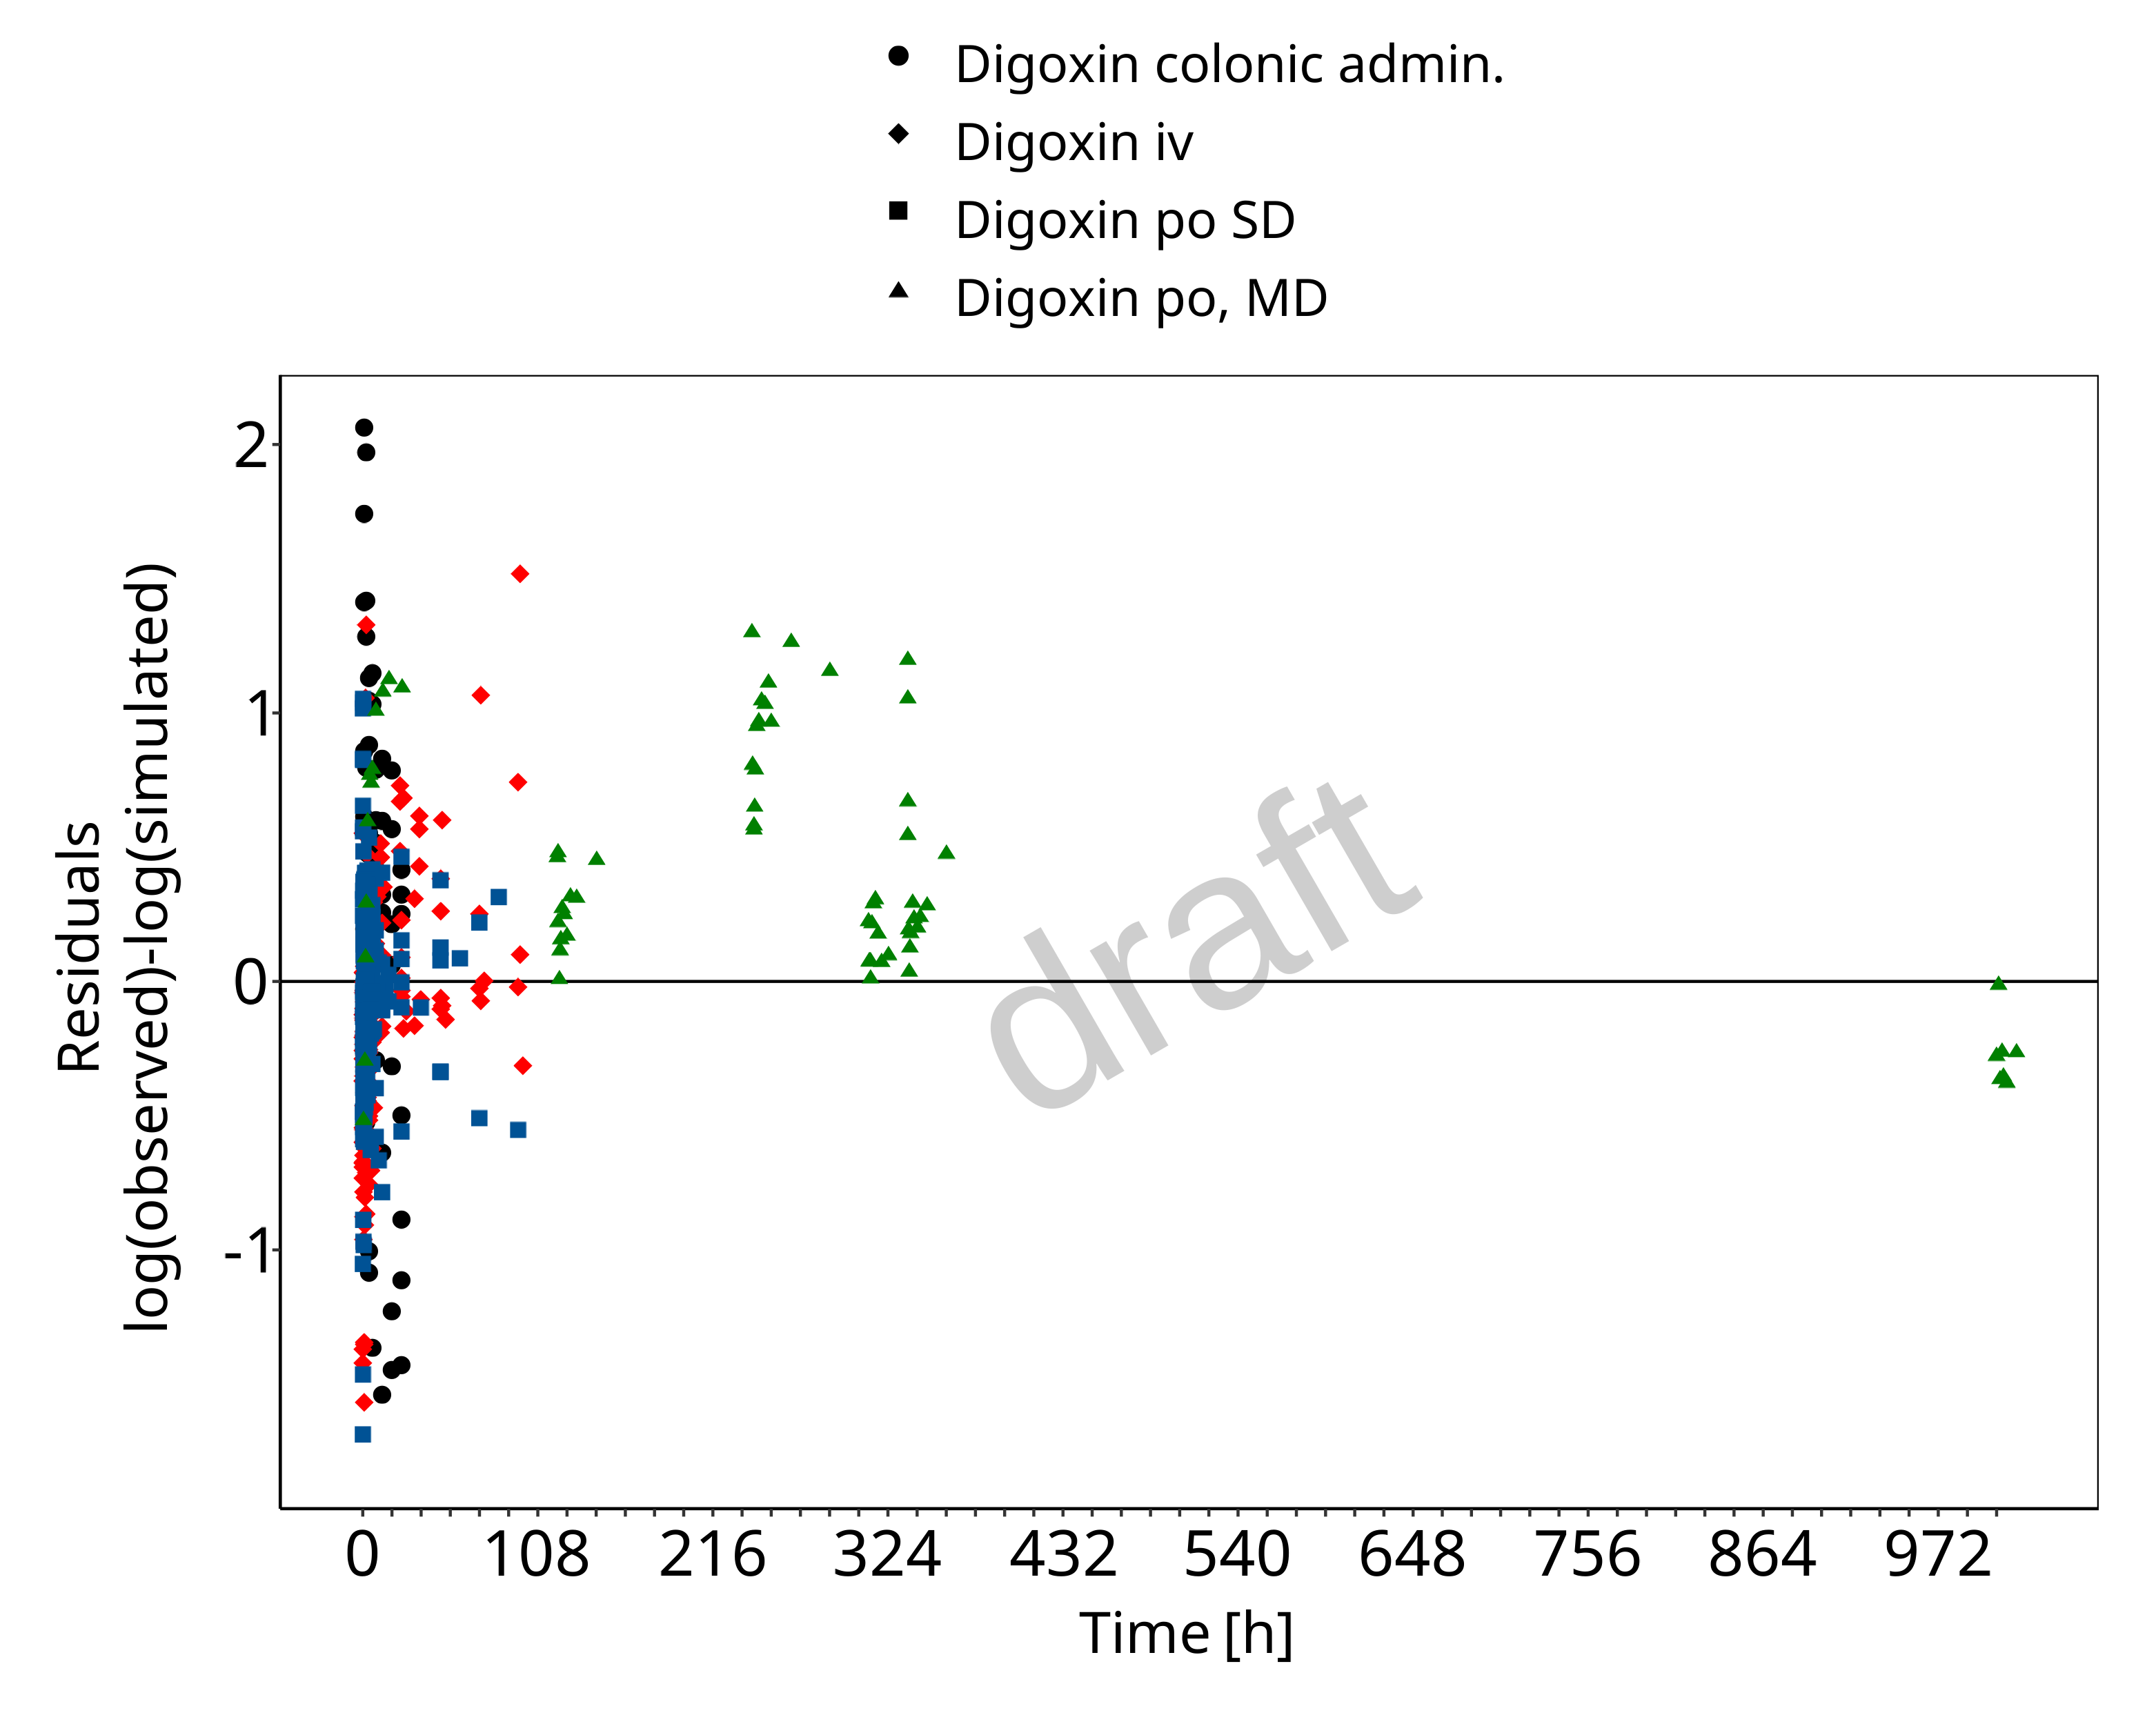 Digoxin colonic admin.
Digoxin iv
Digoxin po SD
Digoxin po, MD
Residuals
log(observed)-log(simulated)
2
1
0
-1
draft
0 108 216 324 432 540 648 756 864 972
Time [h]